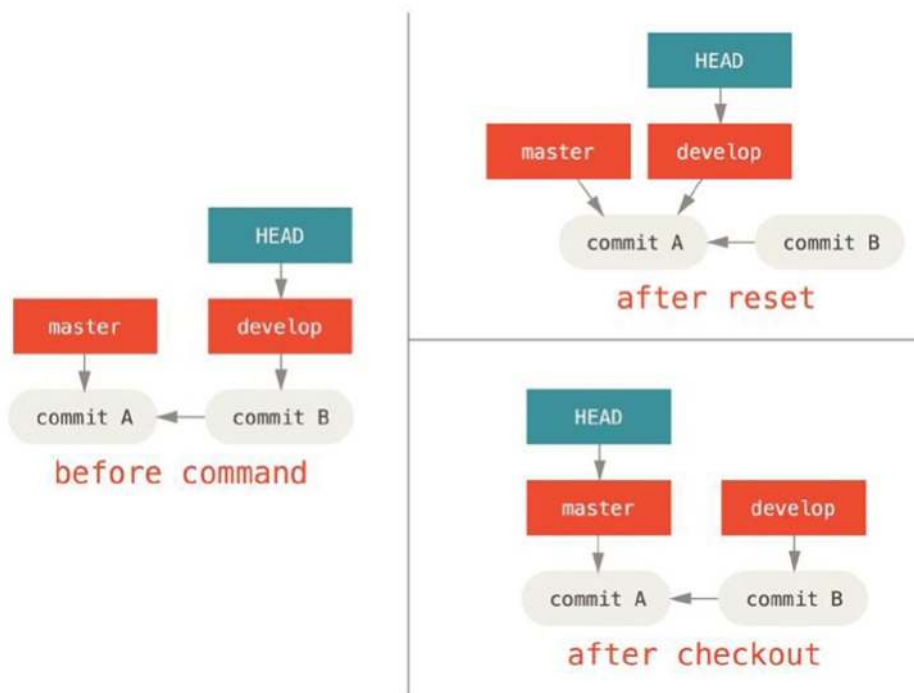 HEAD
master
develop
commit A
commit B
before command
HEAD
master
develop
commit A
commit B
after reset
HEAD
master
develop
commit A
commit B
after checkout